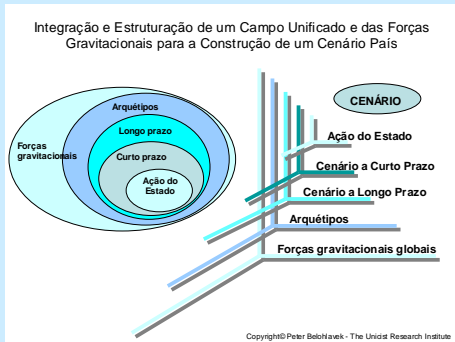 Integração e Estruturação de um Campo Unificado e das Forças
Gravitacionais para a Construção de um Cenário País
Forças
gravitacionais
Arquétipos
Longo prazo
Curto prazo
Ação do
Estado
CENÁRIO
Ação do Estado
Cenário a Curto Prazo
Cenário a Longo Prazo
Arquétipos
Forças gravitacionais globais
Copyright© Peter Belohlavek - The Unicist Research Institute